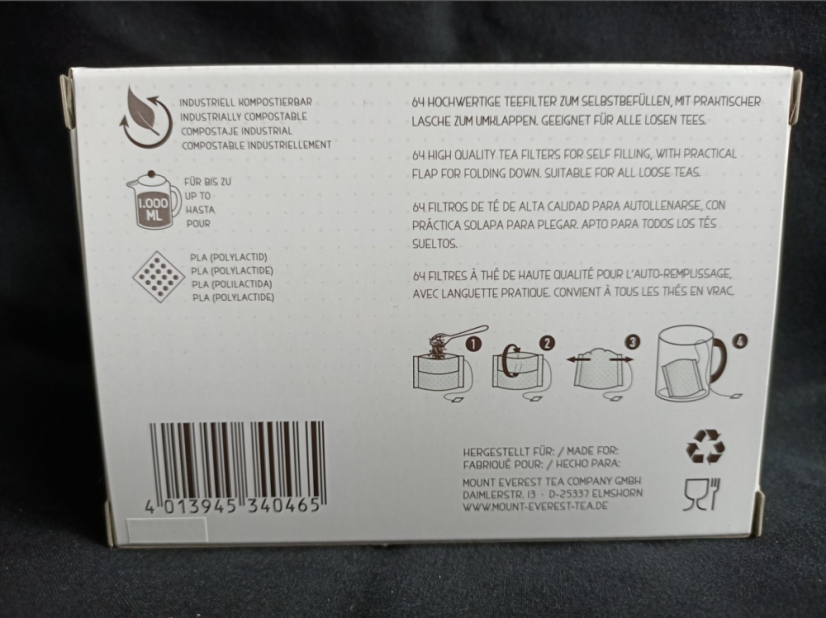 INDUSTRIELL KOMPOSTIERBAR
INDUSTRIALLY COMPOSTABLE
COMPOSTAJE INDUSTRIAL
COMPOSTABLE INDUSTRIELLEMENT
1.000
ML
FÜR BIS ZU
UP TO
HASTA
POUR
PLA (POLYLACTID)
PLA (POLYLACTIDE)
PLA (POLILACTIDA)
PLA (POLYLACTIDE)
4 013945 340465
64 HOCHWERTIGE TEEFILTER ZUM SELBSTBEFÜLLEN, MIT PRAKTISCHER
LASCHE ZUM UMKLAPPEN. GEEIGNET FÜR ALLE LOSEN TEES.
64 HIGH QUALITY TEA FILTERS FOR SELF FILLING, WITH PRACTICAL
FLAP FOR FOLDING DOWN. SUITABLE FOR ALL LOOSE TEAS.
64 FILTROS DE TÉ DE ALTA CALIDAD PARA AUTOLLENARSE, CON
PRÁCTICA SOLAPA PARA PLEGAR. APTO PARA TODOS LOS TÉS
SUELTOS.
64 FILTRES À THÉ DE HAUTE QUALITÉ POUR L'AUTO-REMPLISSAGE,
AVEC LANGUETTE PRATIQUE. CONVIENT À TOUS LES THÉS EN VRAC.
1 2 3 4
HERGESTELLT FÜR: / MADE FOR:
FABRIQUÉ POUR: / HECHO PARA:
MOUNT EVEREST TEA COMPANY GMBH
DAIMLERSTR. 13 · D-25337 ELMSHORN
WWW.MOUNT-EVEREST-TEA.DE